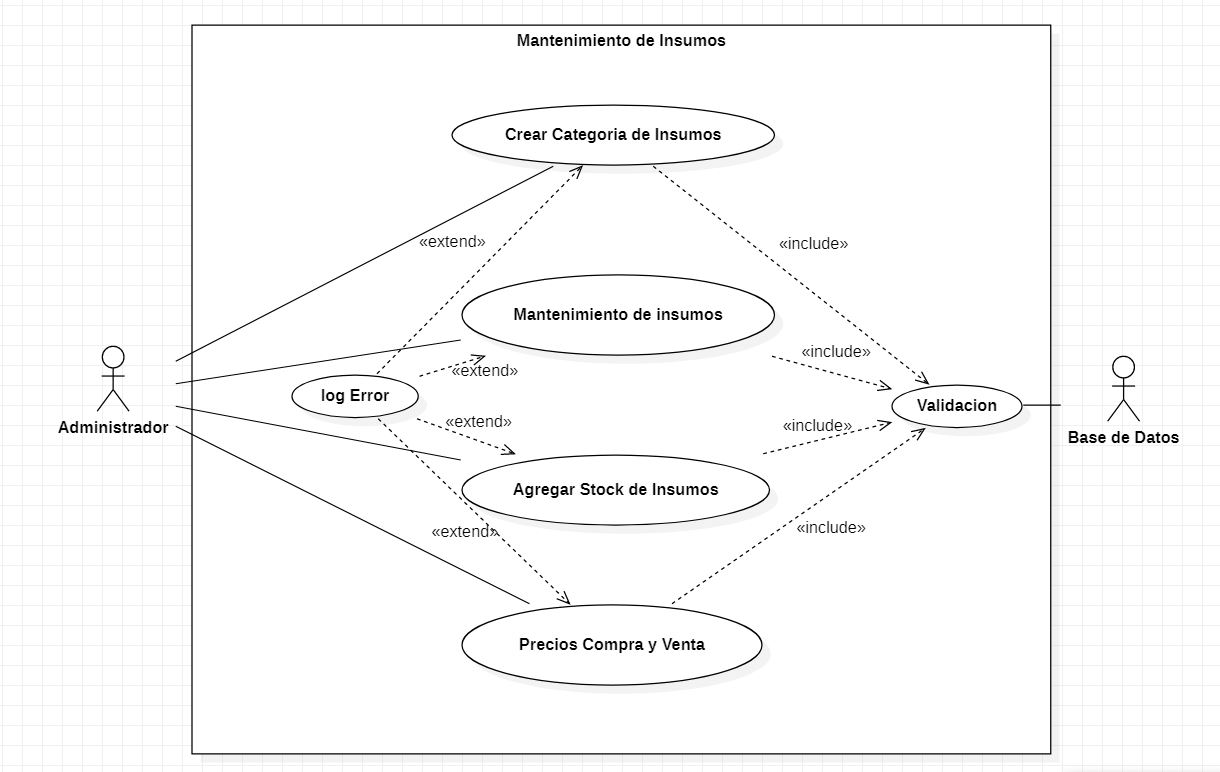 Mantenimiento de Insumos
Crear Categoria de Insumos
«extend»
«include»
Mantenimiento de insumos
«include»
«extend»
log Error
Validacion
Administrador
Base de Datos
«extend»
«include»
Agregar Stock de Insumos
«extend»
«include»
Precios Compra y Venta